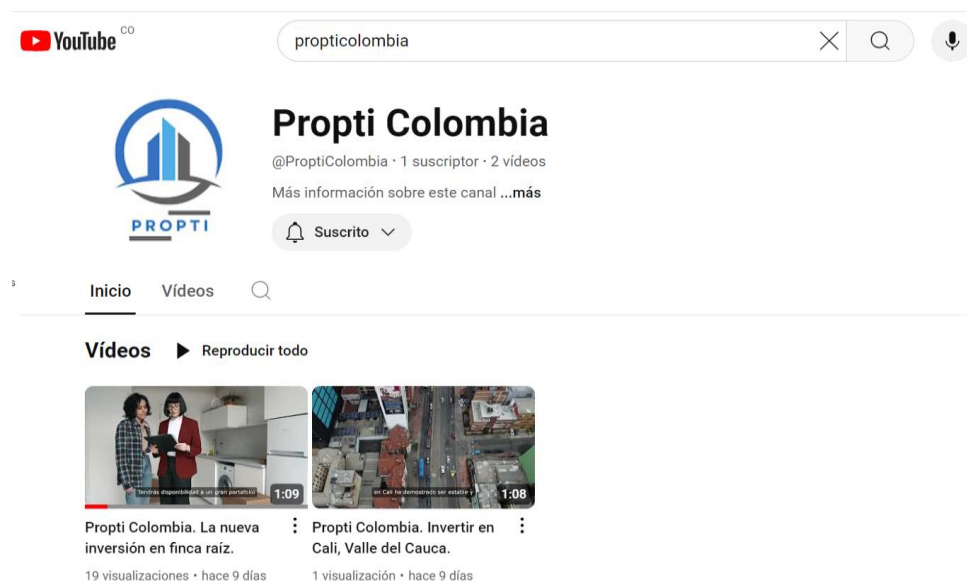 YouTube CO
propticolombia
PROPTI
Propti Colombia
@ProptiColombia · 1 suscriptor · 2 vídeos
Más información sobre este canal ...más
Suscrito
s
Inicio Vídeos
Vídeos Reproducir todo
Tendrás disponibilidad a un gran portafolio
1:09
en Cali ha demostrado ser estable y
1:08
Propti Colombia. La nueva
inversión en finca raíz.
19 visualizaciones • hace 9 días
Propti Colombia. Invertir en
Cali, Valle del Cauca.
1 visualización • hace 9 días